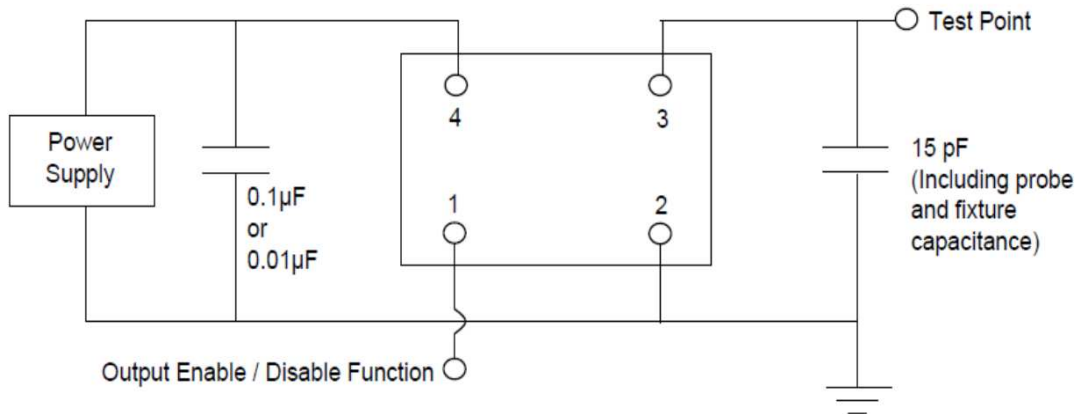 Test Point
4
3
Power
Supply
0.1µF
or
0.01µF
1
2
15 pF
(Including probe
and fixture
capacitance)
Output Enable / Disable Function